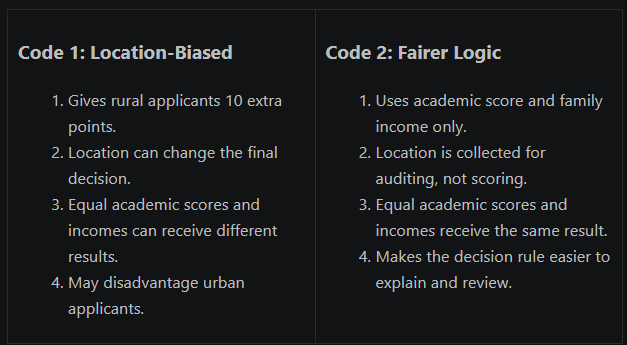 Code 1: Location-Biased
1. Gives rural applicants 10 extra
points.
2. Location can change the final
decision.
3. Equal academic scores and
incomes can receive different
results.
4. May disadvantage urban
applicants.
Code 2: Fairer Logic
1. Uses academic score and family
income only.
2. Location is collected for
auditing, not scoring.
3. Equal academic scores and
incomes receive the same result.
4. Makes the decision rule easier to
explain and review.